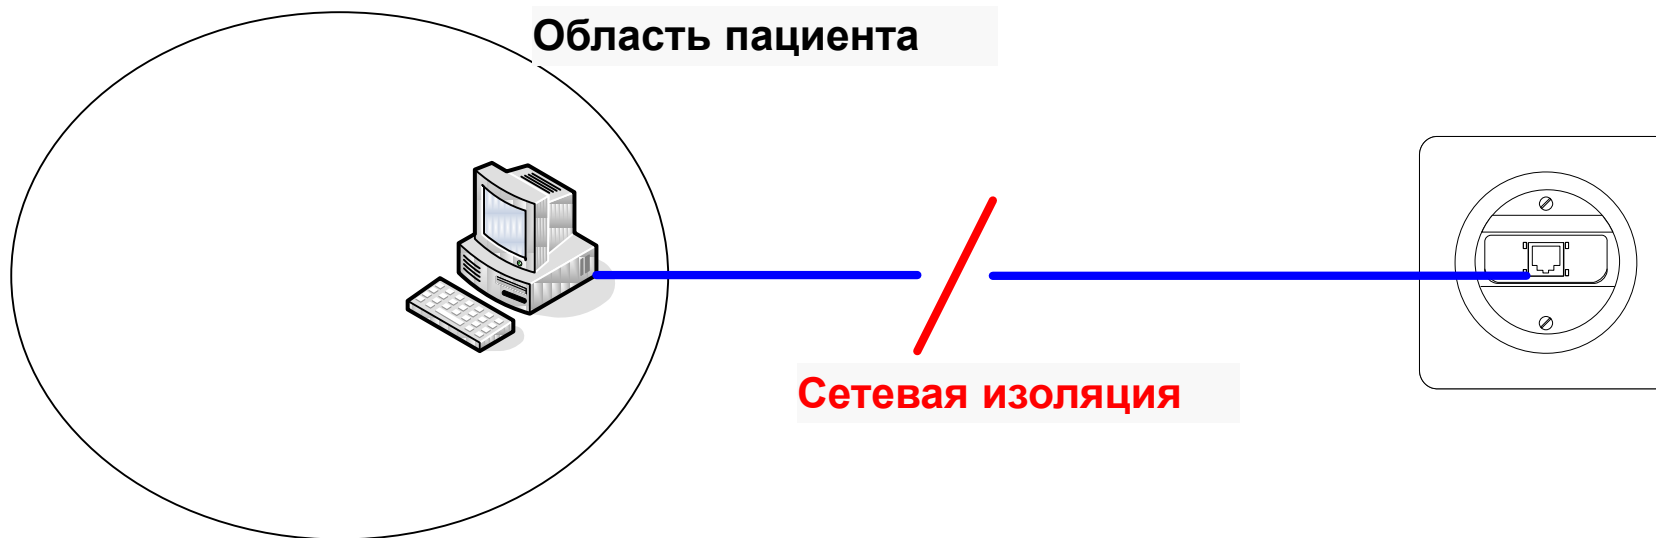 Область пациента
Сетевая изоляция